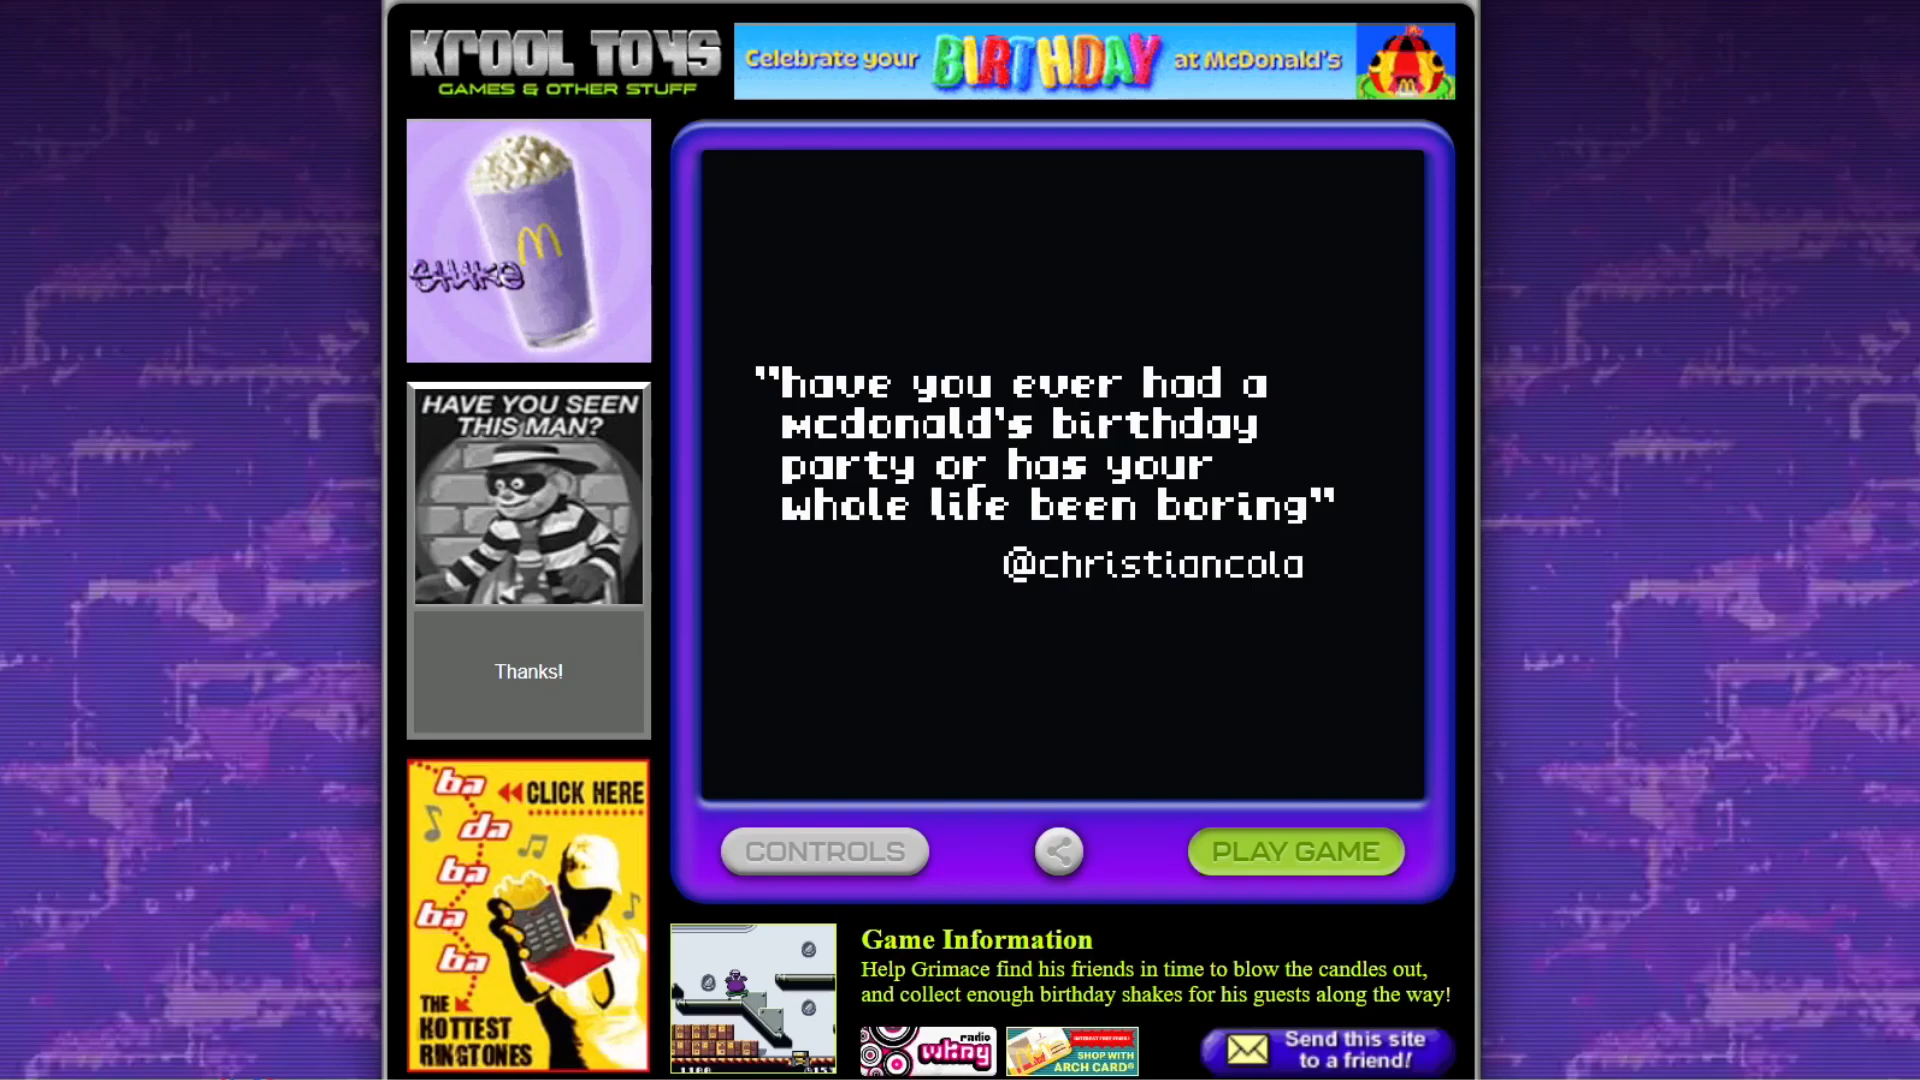 KROOL TOYS
GAMES & OTHER STUFF
Celebrate your BIRTHDAY at McDonald's
SHAKE
HAVE YOU SEEN
THIS MAN?
Thanks!
ba
da
ba
ba
ba
CLICK HERE
THE
HOTTEST
RINGTONES
"have you ever had a
mcdonald's birthday
party or has your
whole life been boring"
@christiancola
CONTROLS
PLAY GAME
1100
0153
Game Information
Help Grimace find his friends in time to blow the candles out,
and collect enough birthday shakes for his guests along the way!
radio
wkny
SHOP WITH
ARCH CARD®
Send this site
to a friend!